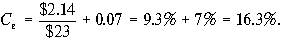 C_e = $2.14 / $23 + 0.07 = 9.3% + 7% = 16.3%.